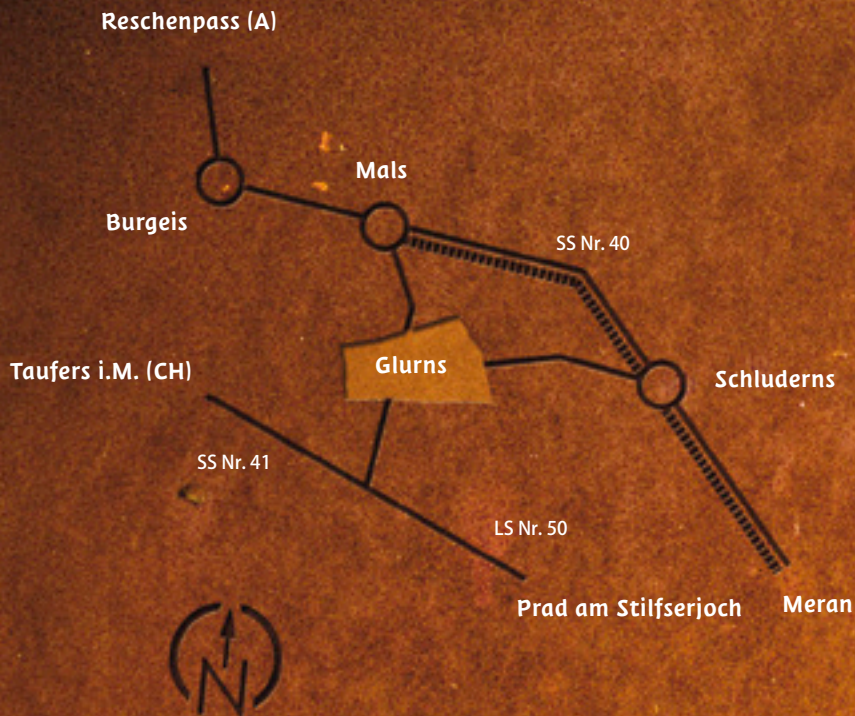 Reschenpass (A)
Mals
Burgeis
SS Nr. 40
Glurns
Taufers i.M. (CH)
Schluderns
SS Nr. 41
LS Nr. 50
Prad am Stilfserjoch
Meran
N